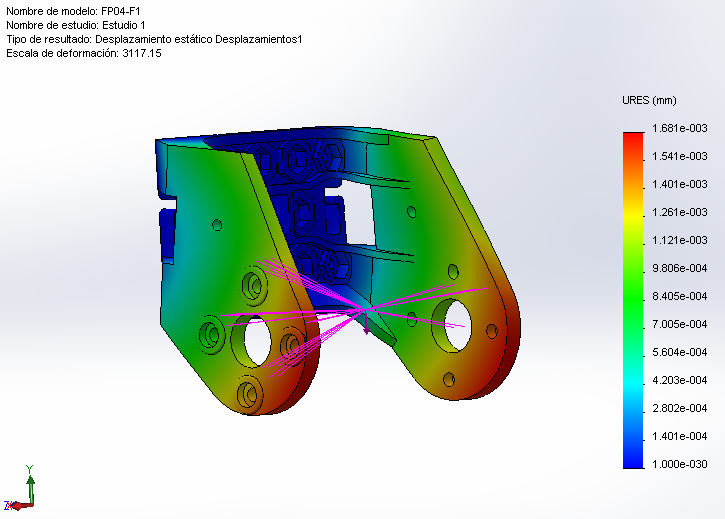 Nombre de modelo: FP04-F1
Nombre de estudio: Estudio 1
Tipo de resultado: Desplazamiento estático Desplazamientos1
Escala de deformación: 3117.15
URES (mm)
1.681e-003
1.541e-003
1.401e-003
1.261e-003
1.121e-003
9.806e-004
8.405e-004
7.005e-004
5.604e-004
4.203e-004
2.802e-004
1.401e-004
1.000e-030
Y